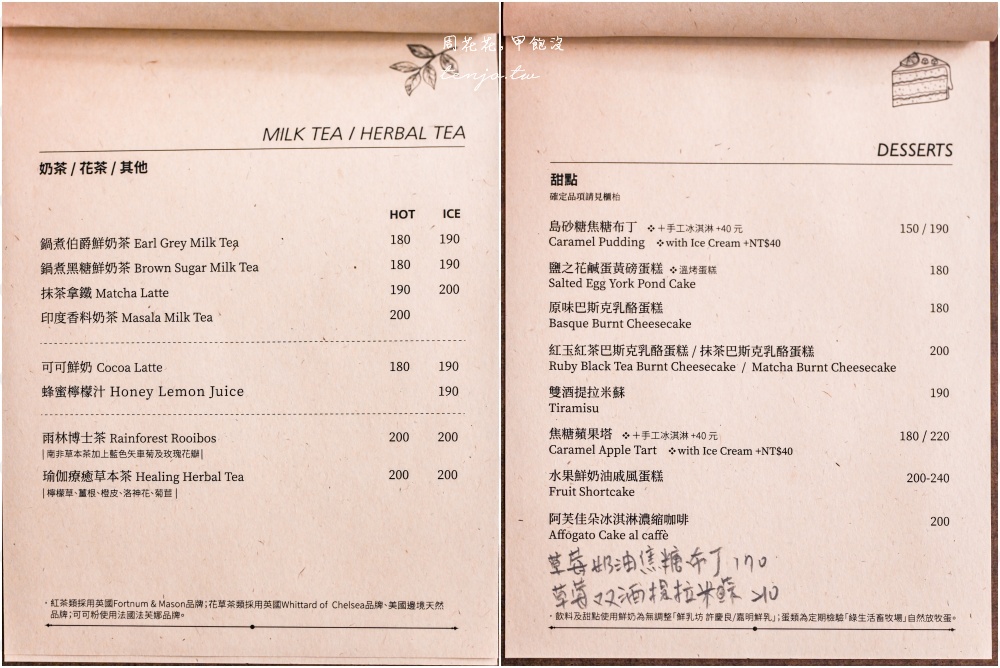 周花花，甲飽沒
tenjo.tw
MILK TEA / HERBAL TEA
奶茶 / 花茶 / 其他
HOT ICE
鍋煮伯爵鮮奶茶 Earl Grey Milk Tea 180 190
鍋煮黑糖鮮奶茶 Brown Sugar Milk Tea 180 190
抹茶拿鐵 Matcha Latte 190 200
印度香料奶茶 Masala Milk Tea 200
可可鮮奶 Cocoa Latte 180 190
蜂蜜檸檬汁 Honey Lemon Juice 190
雨林博士茶 Rainforest Rooibos 200 200
| 南非草本茶加上藍色矢車菊及玫瑰花瓣 |
瑜伽療癒草本茶 Healing Herbal Tea 200 200
| 檸檬草、薑根、橙皮、洛神花、菊苣 |
· 紅茶類採用英國Fortnum & Mason品牌；花草茶類採用英國Whittard of Chelsea品牌、美國邊境天然
品牌；可可粉使用法國法芙娜品牌。
DESSERTS
甜點
確定品項請見櫃枱
島砂糖焦糖布丁 ❖＋手工冰淇淋 +40 元 150 / 190
Caramel Pudding ❖with Ice Cream +NT$40
鹽之花鹹蛋黃磅蛋糕 ❖溫烤蛋糕 180
Salted Egg York Pond Cake
原味巴斯克乳酪蛋糕 180
Basque Burnt Cheesecake
紅玉紅茶巴斯克乳酪蛋糕 / 抹茶巴斯克乳酪蛋糕 200
Ruby Black Tea Burnt Cheesecake / Matcha Burnt Cheesecake
雙酒提拉米蘇 190
Tiramisu
焦糖蘋果塔 ❖＋手工冰淇淋 +40 元 180 / 220
Caramel Apple Tart ❖with Ice Cream +NT$40
水果鮮奶油戚風蛋糕 200-240
Fruit Shortcake
阿芙佳朵冰淇淋濃縮咖啡 200
Affogato Cake al caffè
草莓奶油焦糖布丁 170
草莓双酒提拉米蘇 210
· 飲料及甜點使用鮮奶為無調整「鮮乳坊 許慶良/嘉明鮮乳」；蛋類為定期檢驗「綠生活畜牧場」自然放牧蛋。